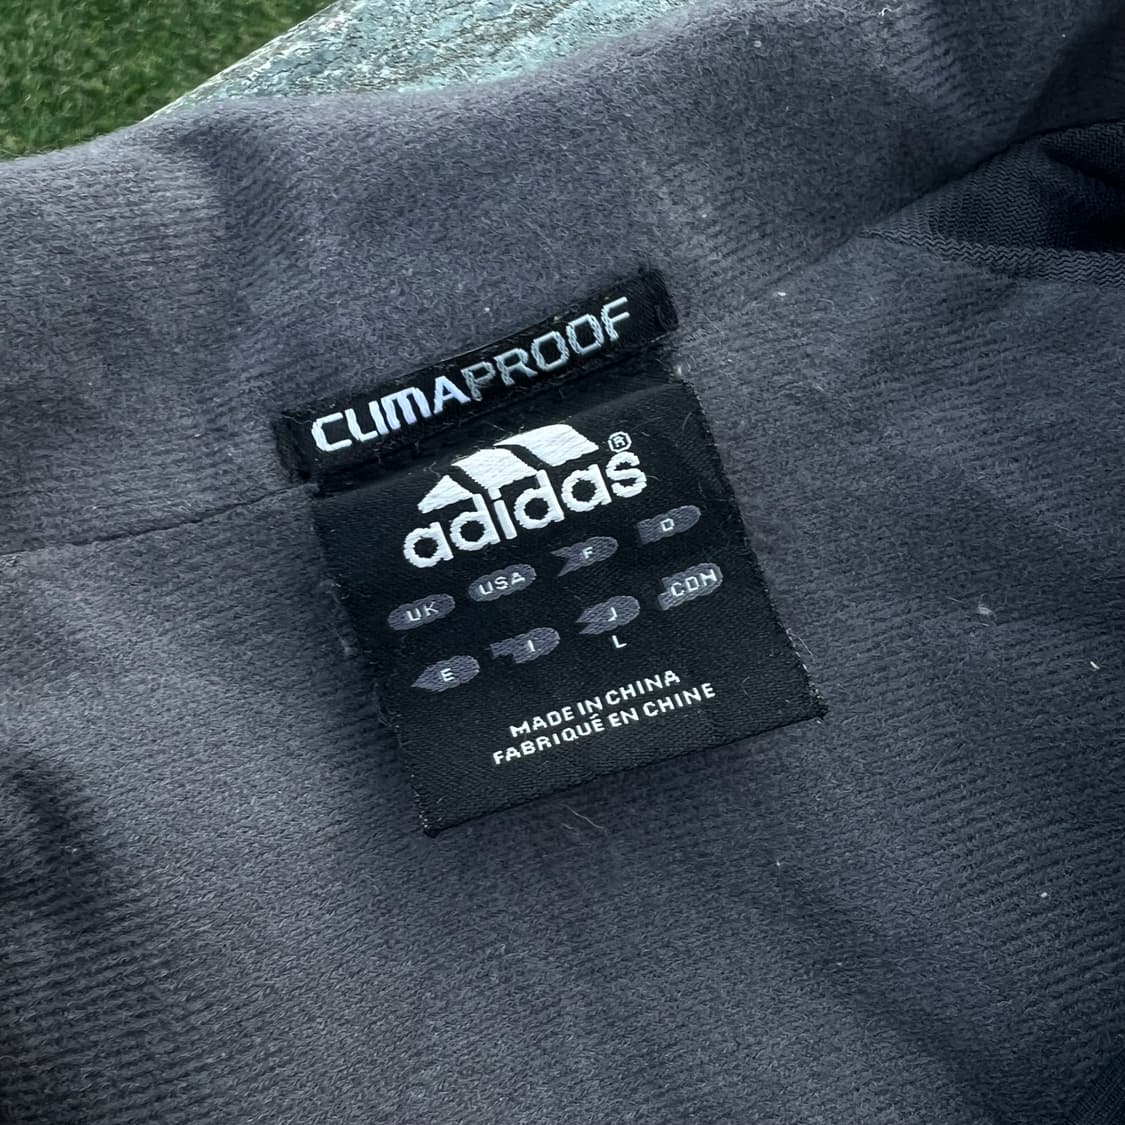 CLIMAPROOF
adidas®
UK USA F D
E I J CDN
L
MADE IN CHINA
FABRIQUÉ EN CHINE